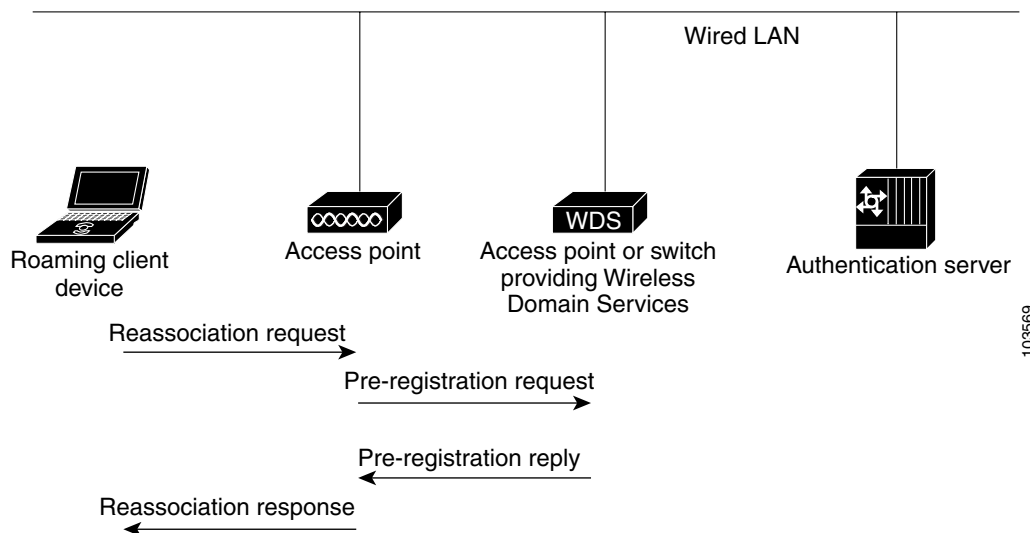 Wired LAN
WDS
Roaming client
device
Access point
Access point or switch
providing Wireless
Domain Services
Authentication server
103569
Reassociation request
Pre-registration request
Pre-registration reply
Reassociation response